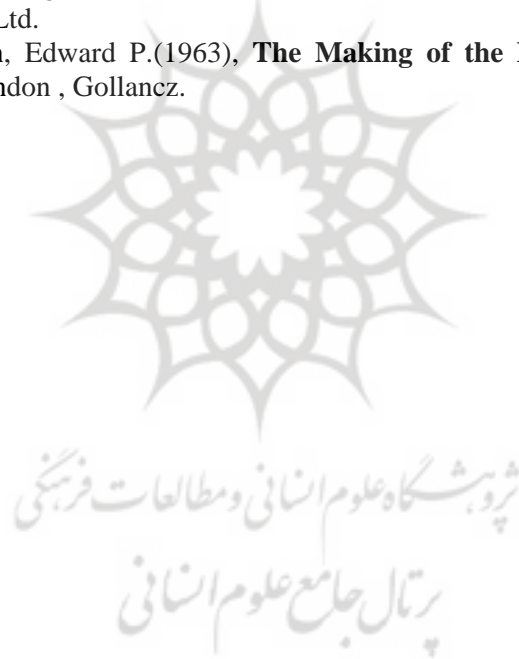 Ltd.
n, Edward P.(1963), The Making of the
ndon , Gollancz.
پژوهشگاه علوم انسانی و مطالعات فرهنگی
پرتال جامع علوم انسانی